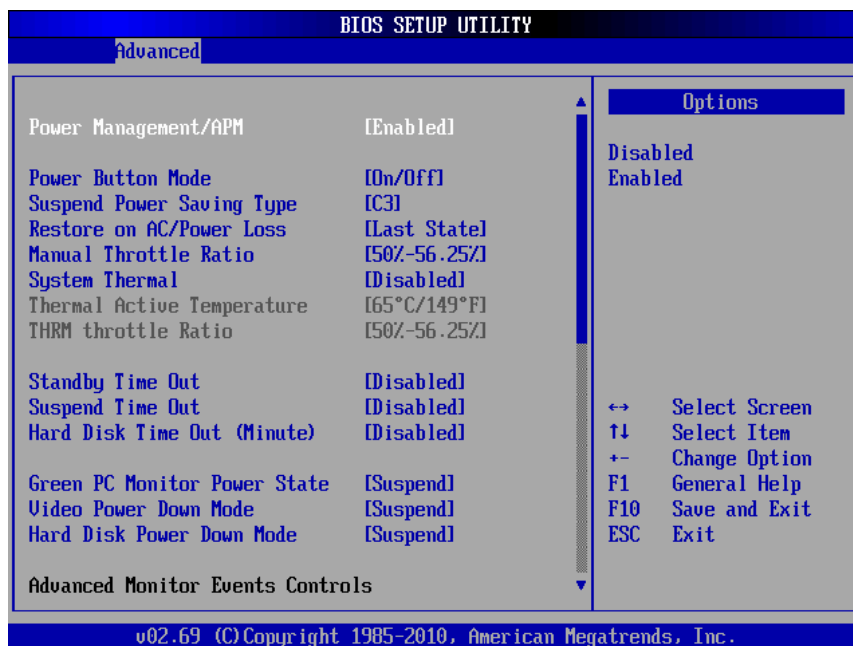 BIOS SETUP UTILITY
Advanced
Power Management/APM [Enabled]
Power Button Mode [On/Off]
Suspend Power Saving Type [C3]
Restore on AC/Power Loss [Last State]
Manual Throttle Ratio [50%-56.25%]
System Thermal [Disabled]
Thermal Active Temperature [65°C/149°F]
THRM throttle Ratio [50%-56.25%]
Standby Time Out [Disabled]
Suspend Time Out [Disabled]
Hard Disk Time Out (Minute) [Disabled]
Green PC Monitor Power State [Suspend]
Video Power Down Mode [Suspend]
Hard Disk Power Down Mode [Suspend]
Advanced Monitor Events Controls
Options
Disabled
Enabled
↔ Select Screen
↑↓ Select Item
+- Change Option
F1 General Help
F10 Save and Exit
ESC Exit
v02.69 (C)Copyright 1985-2010, American Megatrends, Inc.